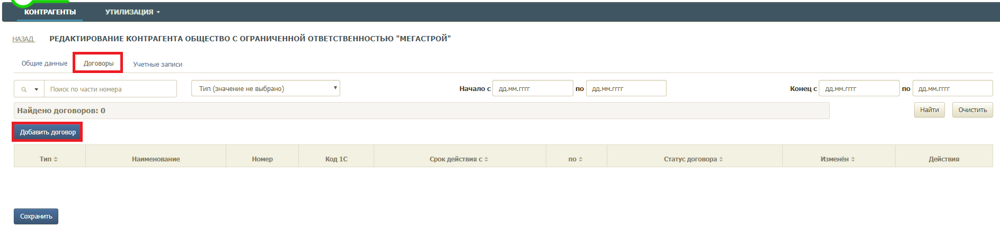 КОНТРАГЕНТЫ УТИЛИЗАЦИЯ
НАЗАД РЕДАКТИРОВАНИЕ КОНТРАГЕНТА ОБЩЕСТВО С ОГРАНИЧЕННОЙ ОТВЕТСТВЕННОСТЬЮ "МЕГАСТРОЙ"
Общие данные Договоры Учетные записи
Поиск по части номера Тип (значение не выбрано) Начало с дд.мм.гггг по дд.мм.гггг Конец с дд.мм.гггг по дд.мм.гггг
Найдено договоров: 0 Найти Очистить
Добавить договор
Тип Наименование Номер Код 1С Срок действия с по Статус договора Изменён Действия
Сохранить